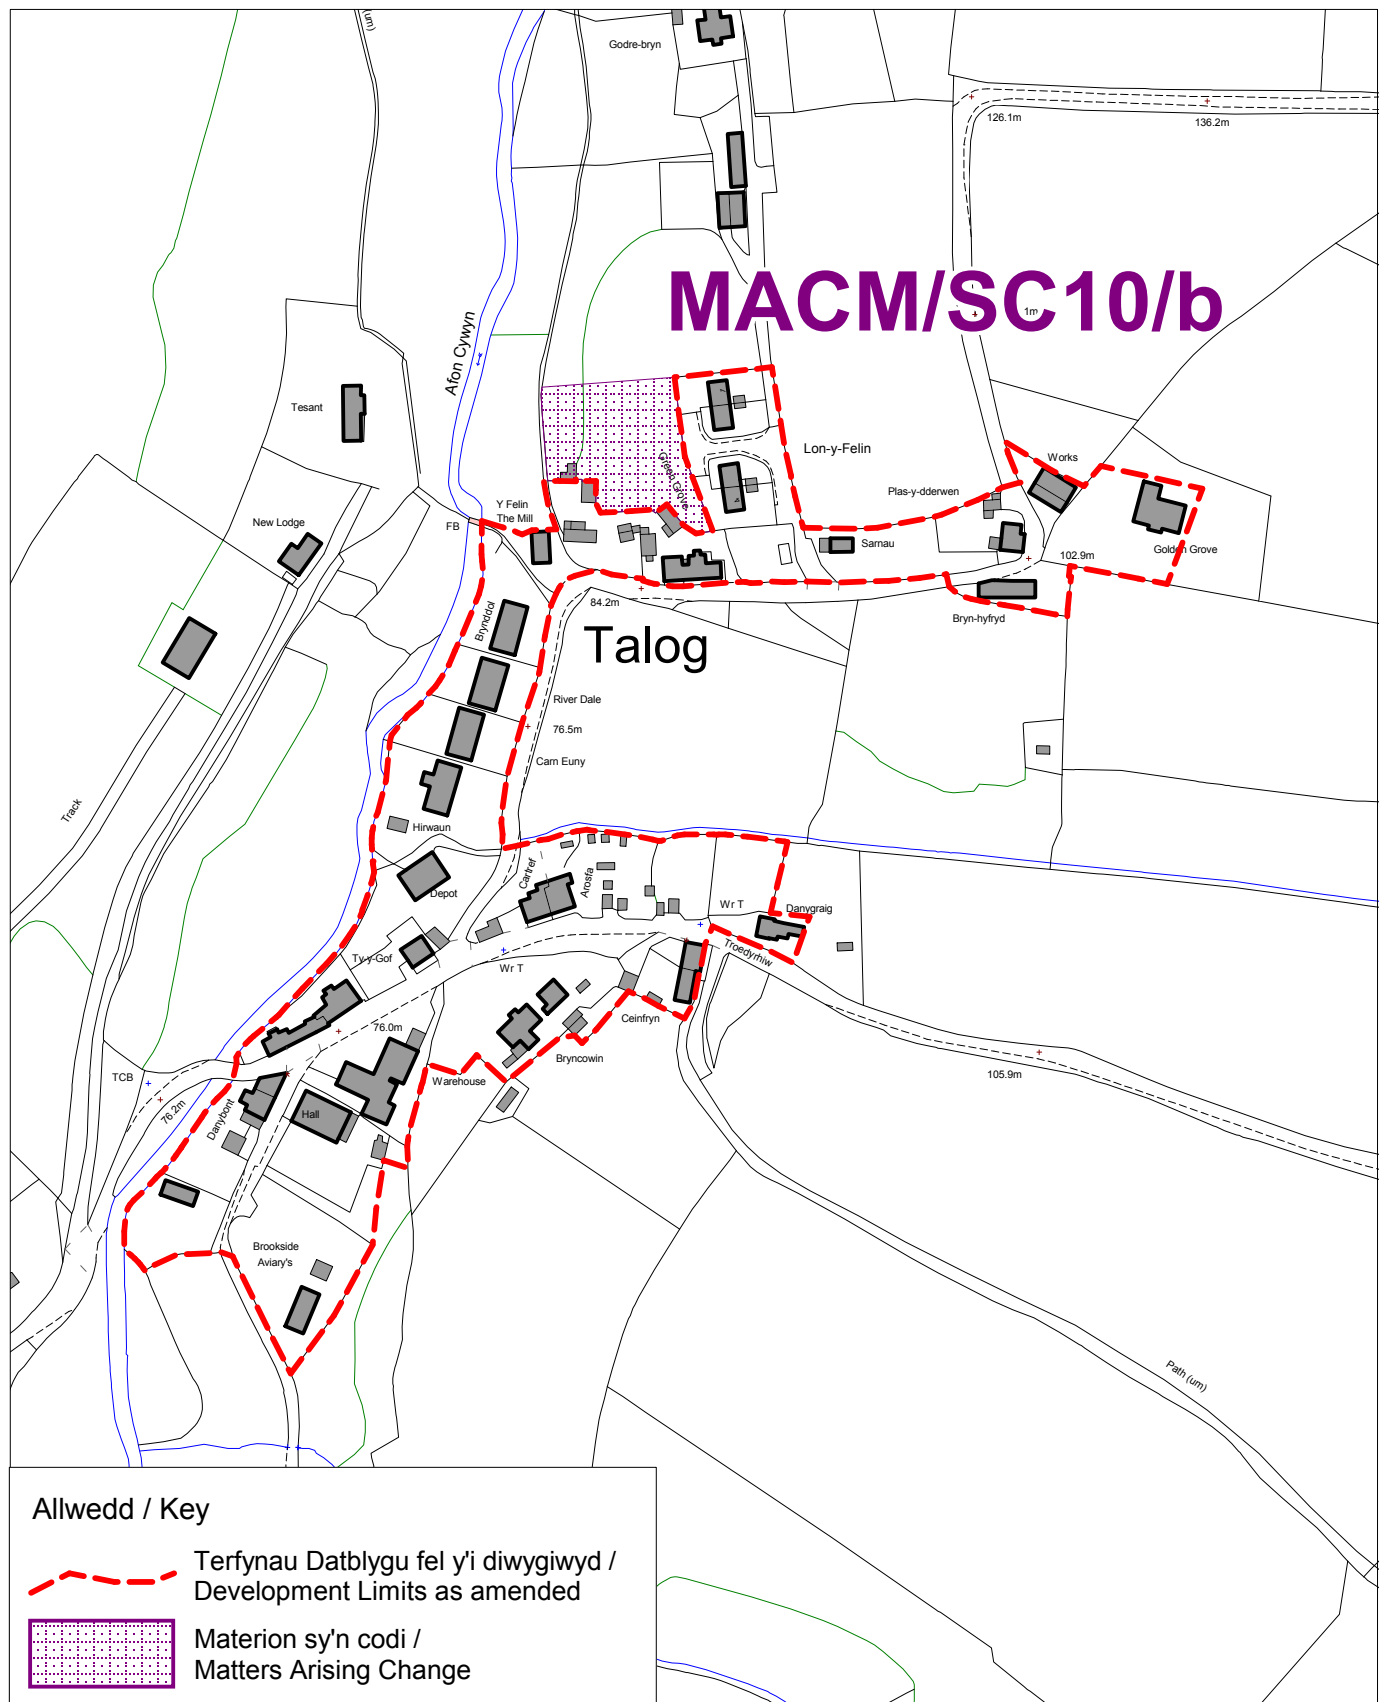 (um)
Godre-bryn
126.1m
136.2m
MACM/SC10/b
1m
Afon Cywyn
Tesant
Lon-y-Felin
Works
Green Grove
Plas-y-dderwen
Y Felin
The Mill
FB
New Lodge
Sarnau
Golden Grove
102.9m
84.2m
Bryn-hyfryd
Brynddol
Talog
River Dale
76.5m
Carn Euny
Track
Hirwaun
Cartref
Arosfa
Depot
Wr T
Danygraig
Troedyrhiw
Ty-y-Gof
Wr T
Ceinfryn
76.0m
Bryncowin
105.9m
TCB
Warehouse
76.2m
Danybont
Hall
Brookside
Aviary's
Path (um)
Allwedd / Key
Terfynau Datblygu fel y'i diwygiwyd /
Development Limits as amended
Materion sy'n codi /
Matters Arising Change